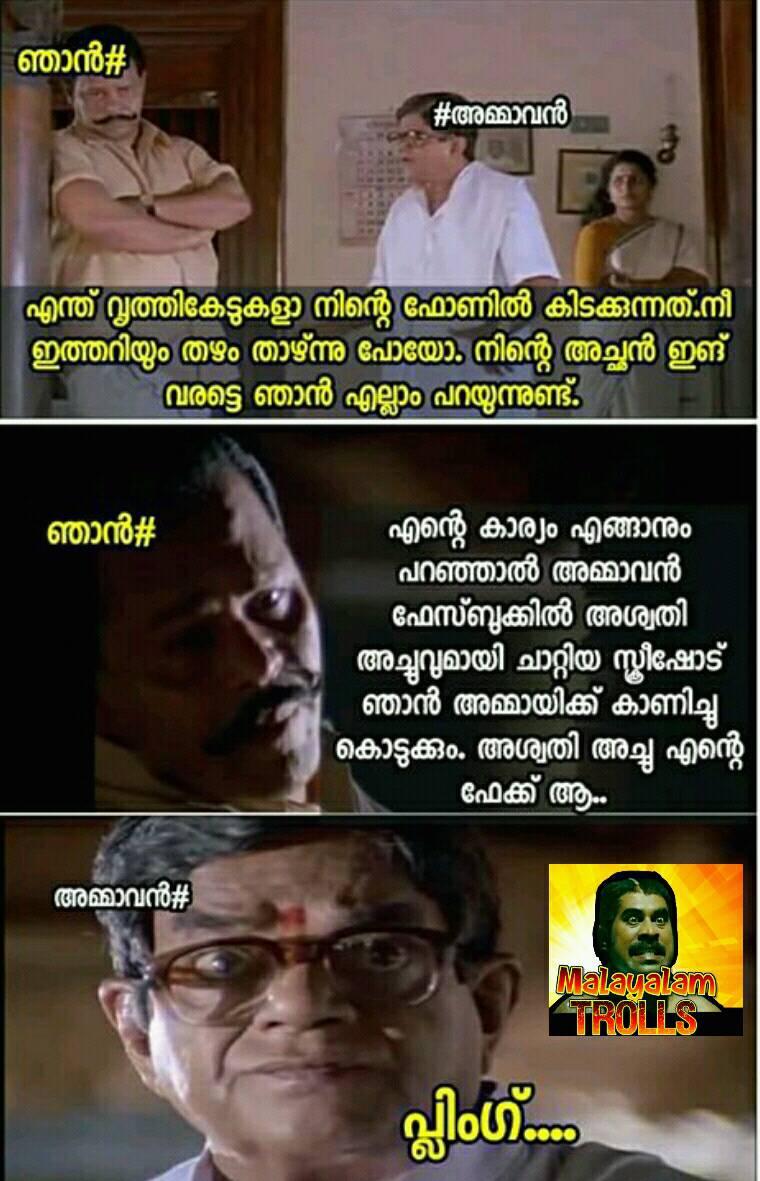 ഞാൻ#
#അമ്മാവൻ
എന്ത് വൃത്തികേടുകളാ നിന്റെ ഫോണിൽ കിടക്കുന്നത്.നീ
ഇത്തറിയും തഴം താഴ്ന്നു പോയോ. നിന്റെ അച്ഛൻ ഇങ്
വരട്ടെ ഞാൻ എല്ലാം പറയുന്നുണ്ട്.
ഞാൻ#
എന്റെ കാര്യം എങ്ങാനും
പറഞ്ഞാൽ അമ്മാവൻ
ഫേസ്ബുക്കിൽ അശ്വതി
അച്ചുവുമായി ചാറ്റിയ സ്ക്രീഷോട്
ഞാൻ അമ്മായിക്ക് കാണിച്ചു
കൊടുക്കും. അശ്വതി അച്ചു എന്റെ
ഫേക്ക് ആ..
അമ്മാവൻ#
Malayalam
TROLLS
പ്ലിംഗ്....